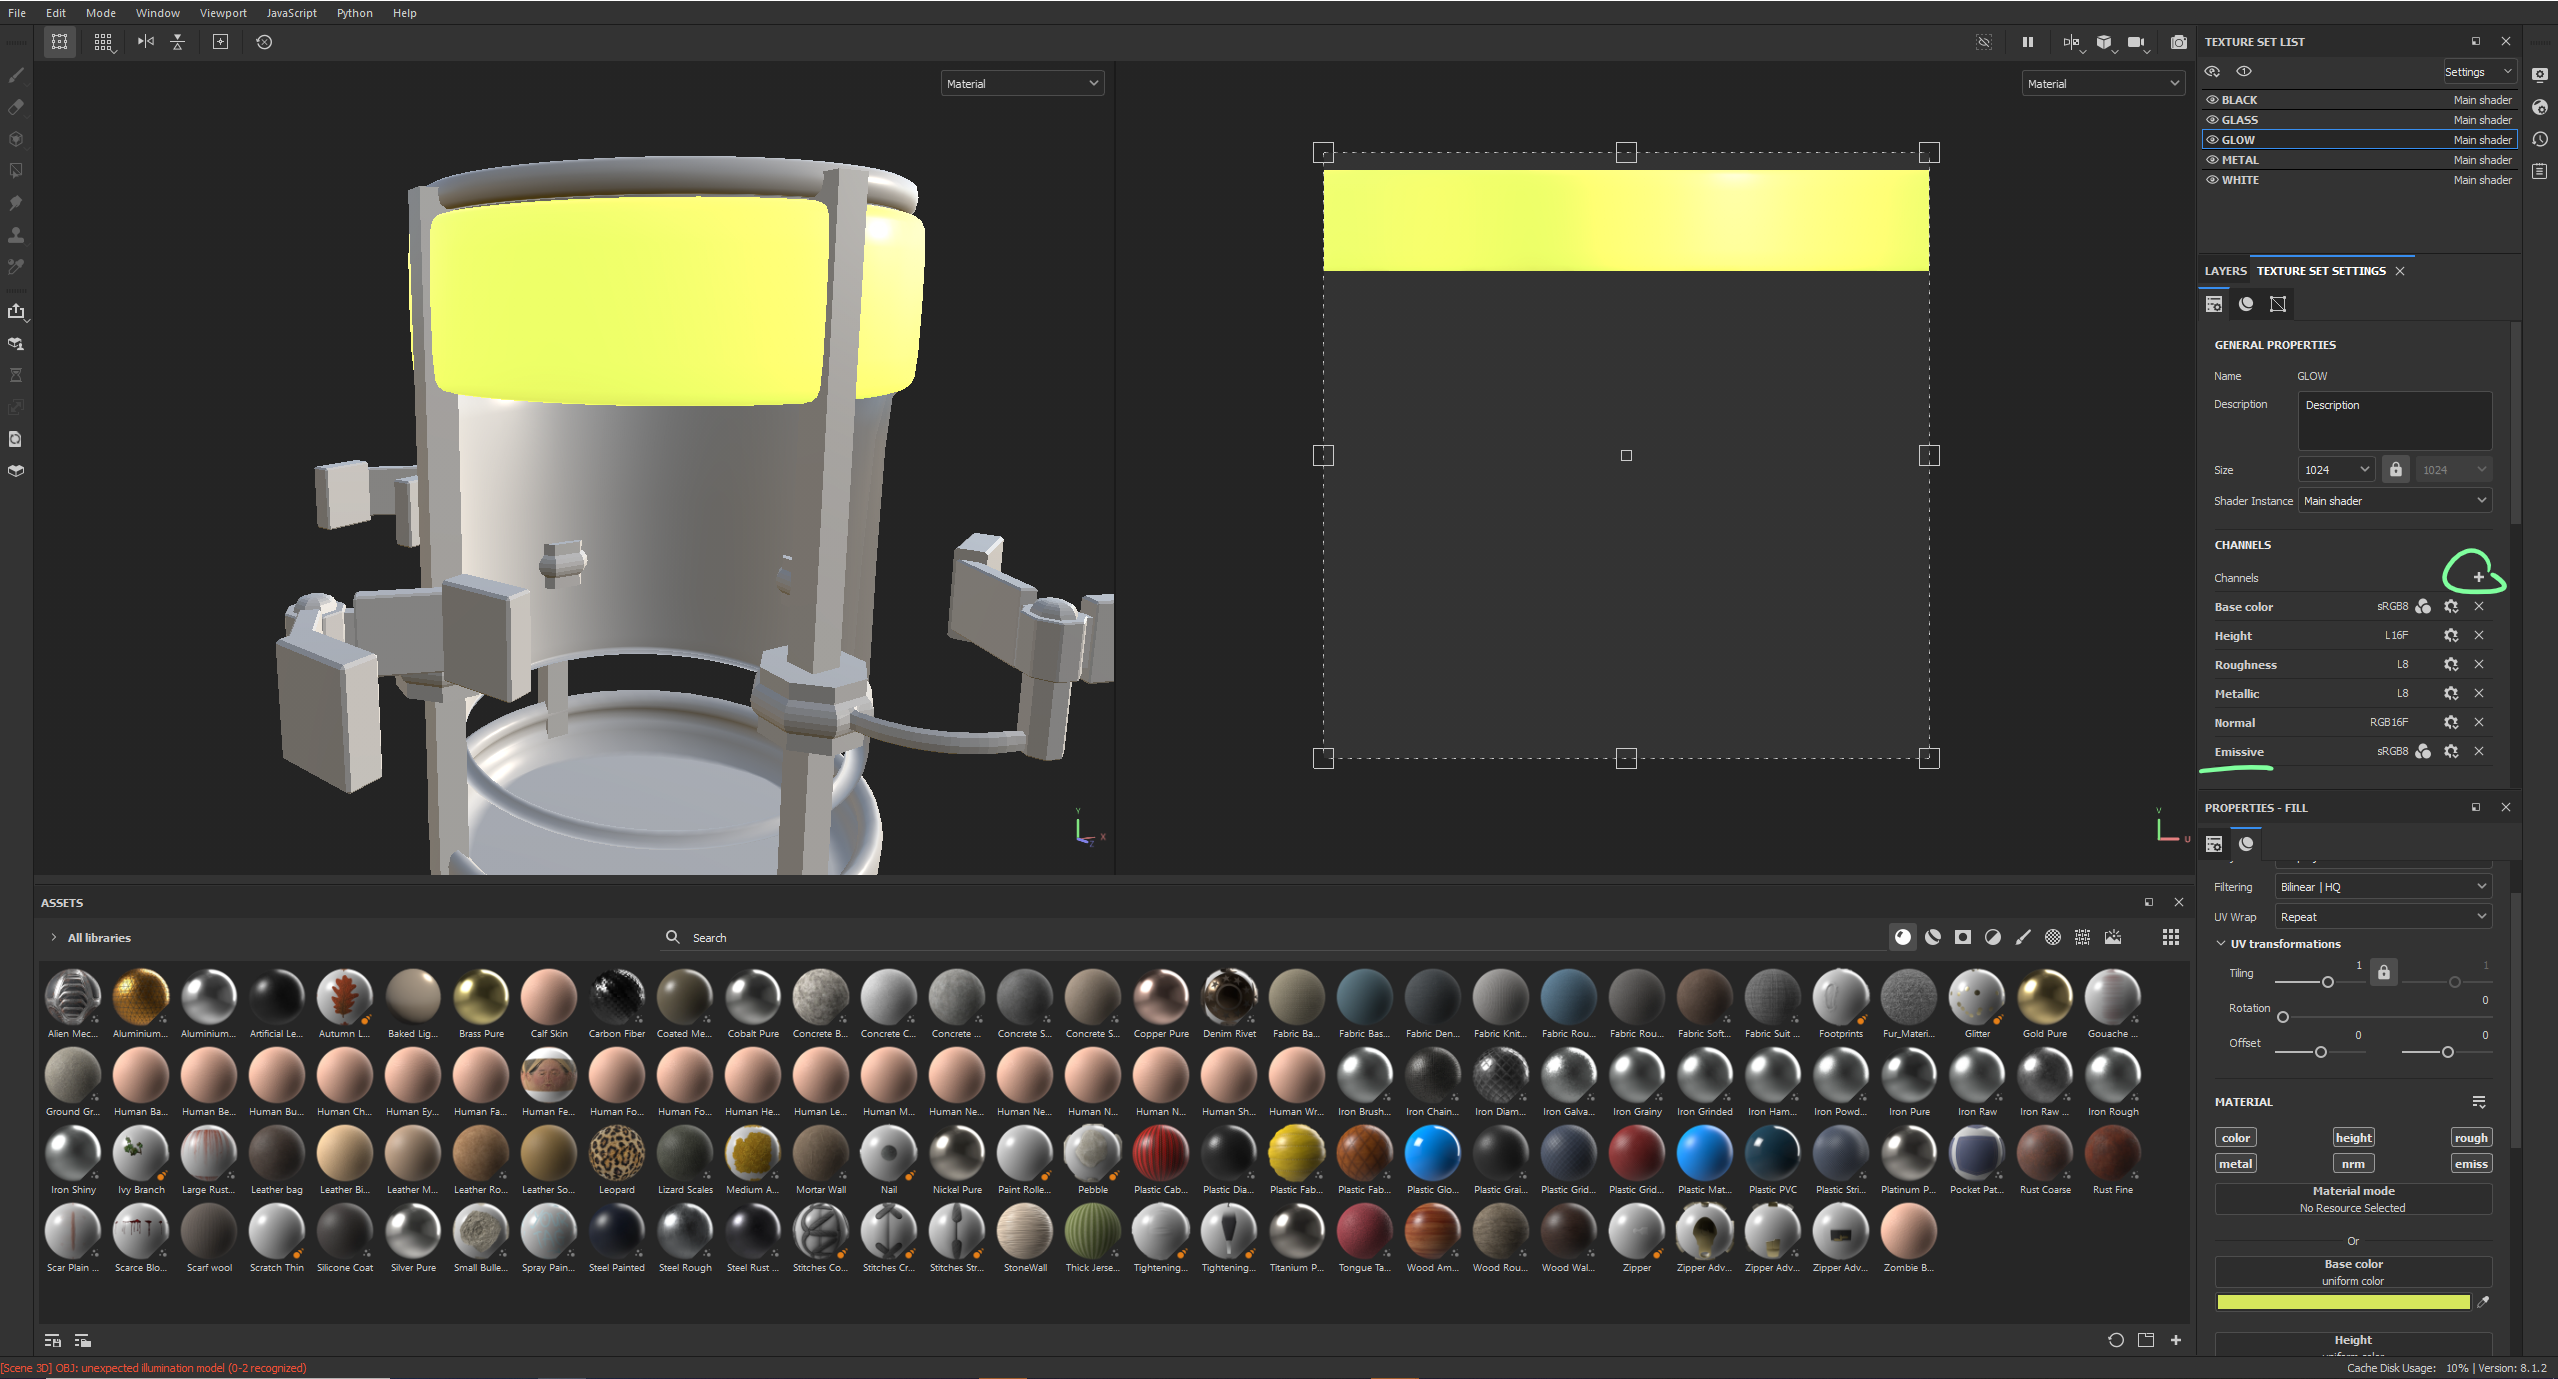 File Edit Mode Window Viewport JavaScript Python Help
TEXTURE SET LIST
Material
Material
Settings
BLACK Main shader
GLASS Main shader
GLOW Main shader
METAL Main shader
WHITE Main shader
LAYERS TEXTURE SET SETTINGS
GENERAL PROPERTIES
Name GLOW
Description Description
Size 1024 1024
Shader Instance Main shader
CHANNELS
Channels
Base color sRGB8
Height L16F
Roughness L8
Metallic L8
Normal RGB16F
Emissive sRGB8
Y X Z
V U
PROPERTIES - FILL
Filtering Bilinear | HQ
UV Wrap Repeat
UV transformations
Tiling 1 1
Rotation 0
Offset 0 0
MATERIAL
color height rough
metal nrm emiss
Material mode
No Resource Selected
Or
Base color
uniform color
Height
ASSETS
All libraries Search
Alien Mec... Aluminium... Aluminium... Artificial Le... Autumn L... Baked Lig... Brass Pure Calf Skin Carbon Fiber Coated Me... Cobalt Pure Concrete B... Concrete C... Concrete ... Concrete S... Concrete S... Copper Pure Denim Rivet Fabric Ba... Fabric Bas... Fabric Den... Fabric Knit... Fabric Rou... Fabric Rou... Fabric Soft... Fabric Suit ... Footprints Fur_Materi... Glitter Gold Pure Gouache ...
Ground Gr... Human Ba... Human Be... Human Bu... Human Ch... Human Ey... Human Fa... Human Fe... Human Fo... Human Fo... Human He... Human Le... Human M... Human Ne... Human Ne... Human N... Human N... Human Sh... Human Wr... Iron Brush... Iron Chain... Iron Diam... Iron Galva... Iron Grainy Iron Grinded Iron Ham... Iron Powd... Iron Pure Iron Raw Iron Raw ... Iron Rough
Iron Shiny Ivy Branch Large Rust... Leather bag Leather Bi... Leather M... Leather Ro... Leather So... Leopard Lizard Scales Medium A... Mortar Wall Nail Nickel Pure Paint Rolle... Pebble Plastic Cab... Plastic Dia... Plastic Fab... Plastic Fab... Plastic Glo... Plastic Grai... Plastic Grid... Plastic Grid... Plastic Mat... Plastic PVC Plastic Stri... Platinum P... Pocket Pat... Rust Coarse Rust Fine
Scar Plain ... Scarce Blo... Scarf wool Scratch Thin Silicone Coat Silver Pure Small Bulle... Spray Pain... Steel Painted Steel Rough Steel Rust ... Stitches Co... Stitches Cr... Stitches Str... StoneWall Thick Jerse... Tightening... Tightening... Titanium P... Tongue Ta... Wood Am... Wood Rou... Wood Wal... Zipper Zipper Adv... Zipper Adv... Zipper Adv... Zombie B...
[Scene 3D] OBJ: unexpected illumination model (0-2 recognized)
Cache Disk Usage: 10% | Version: 8.1.2